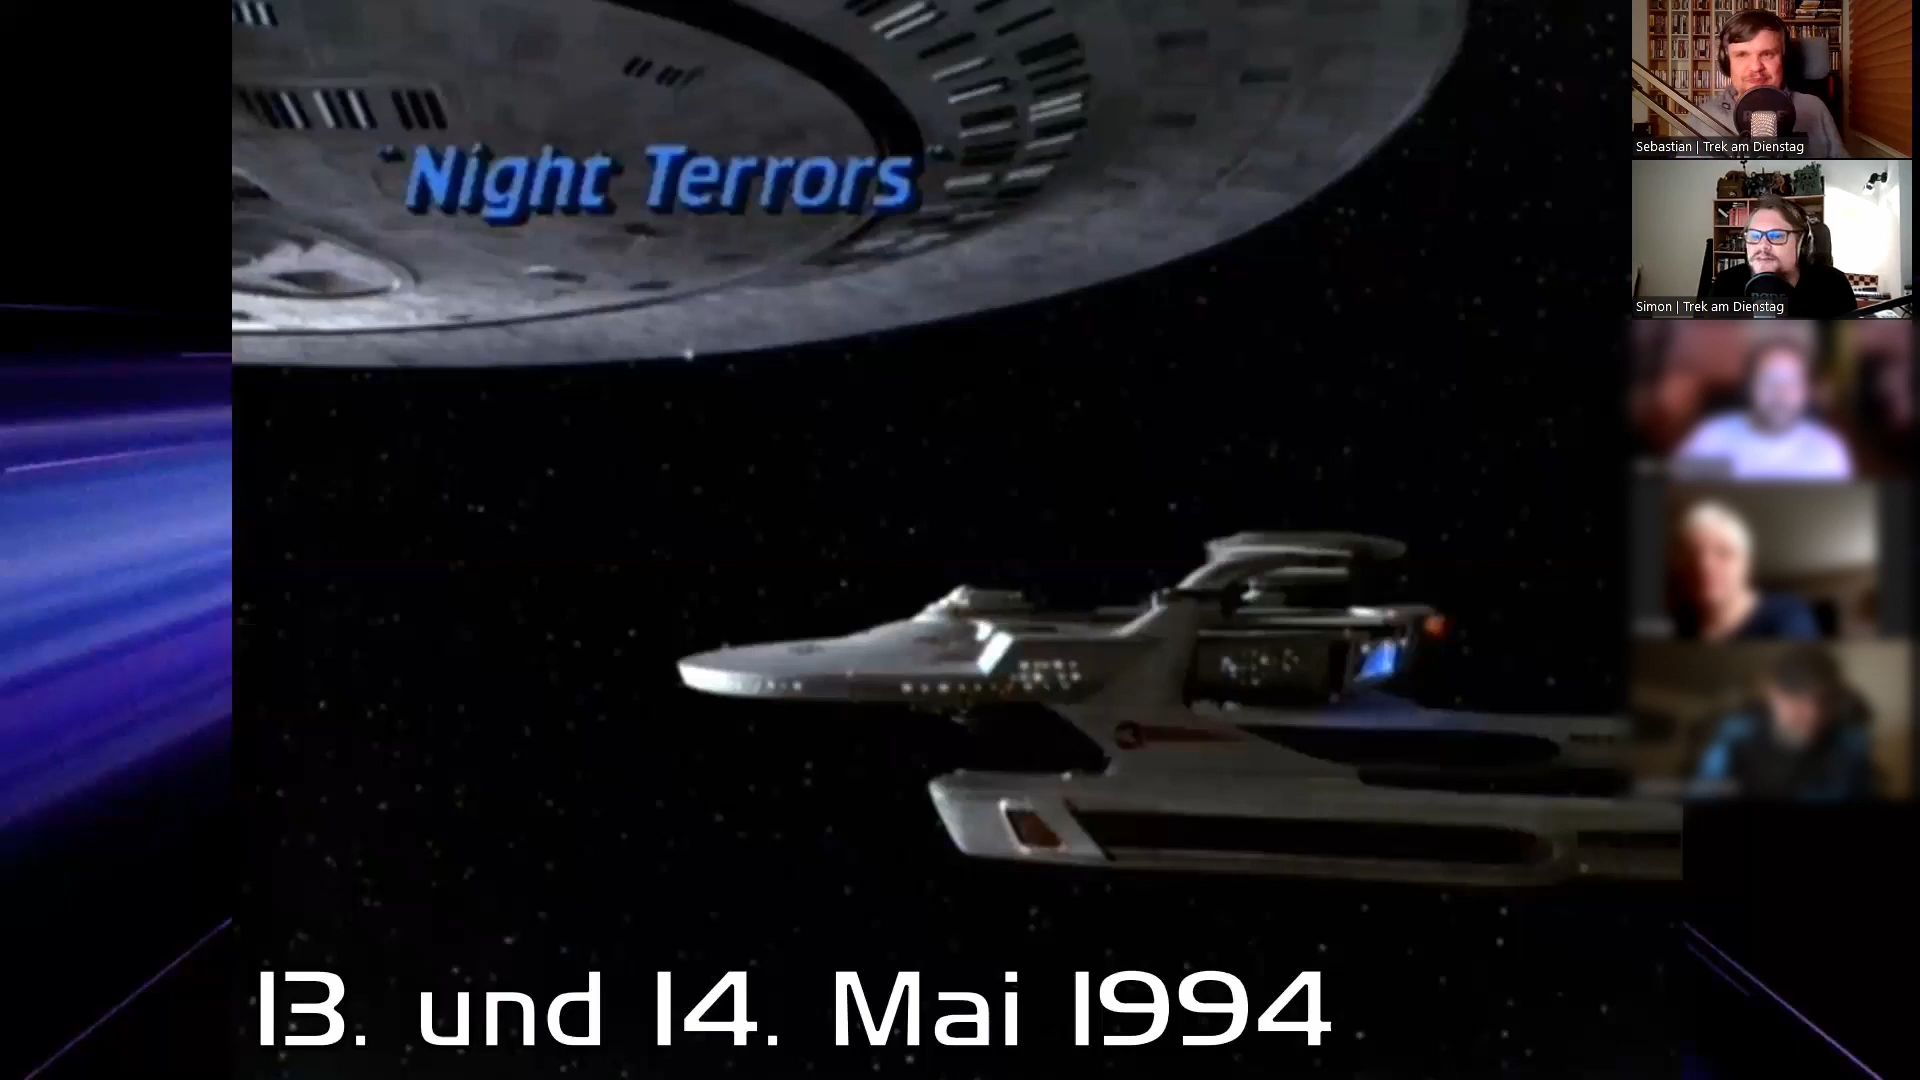 "Night Terrors"
Sebastian | Trek am Dienstag
Simon | Trek am Dienstag
13. und 14. Mai 1994